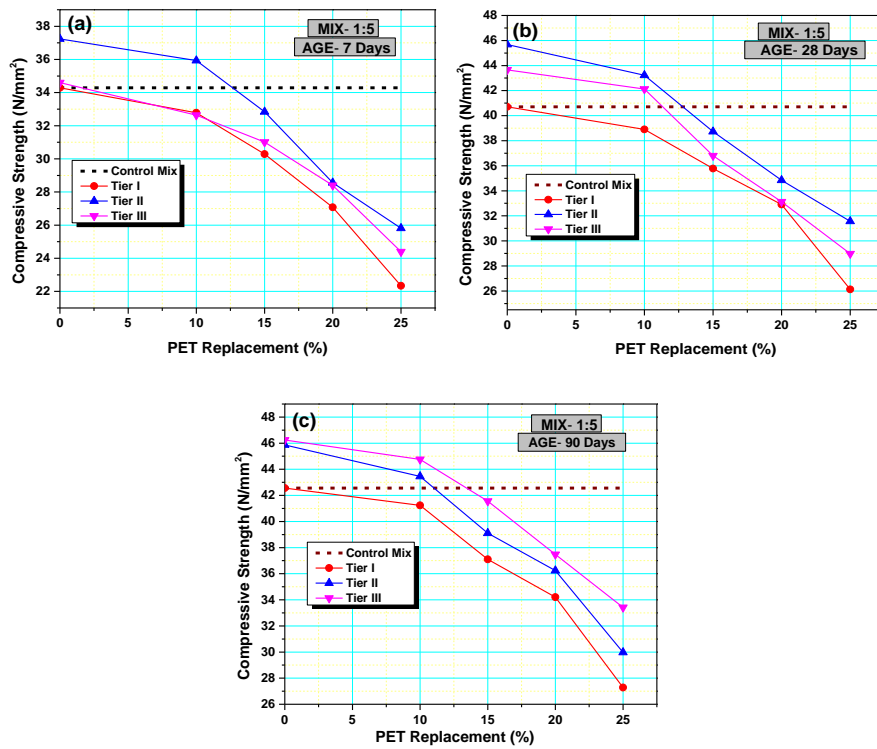 (a)
MIX- 1:5
AGE- 7 Days
Compressive Strength (N/mm²)
38
36
34
32
30
28
26
24
22
Control Mix
Tier I
Tier II
Tier III
0 5 10 15 20 25
PET Replacement (%)
(b)
MIX- 1:5
AGE- 28 Days
Compressive Strength (N/mm²)
48
46
44
42
40
38
36
34
32
30
28
26
Control Mix
Tier I
Tier II
Tier III
0 5 10 15 20 25
PET Replacement (%)
(c)
MIX- 1:5
AGE- 90 Days
Compressive Strength (N/mm²)
48
46
44
42
40
38
36
34
32
30
28
26
Control Mix
Tier I
Tier II
Tier III
0 5 10 15 20 25
PET Replacement (%)